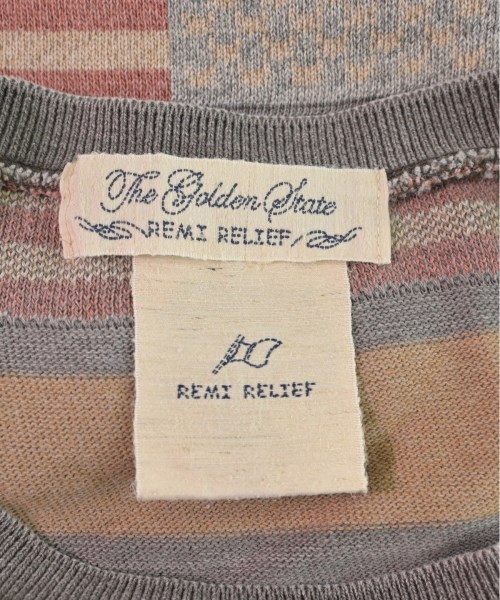 The Golden State
REMI RELIEF
REMI RELIEF